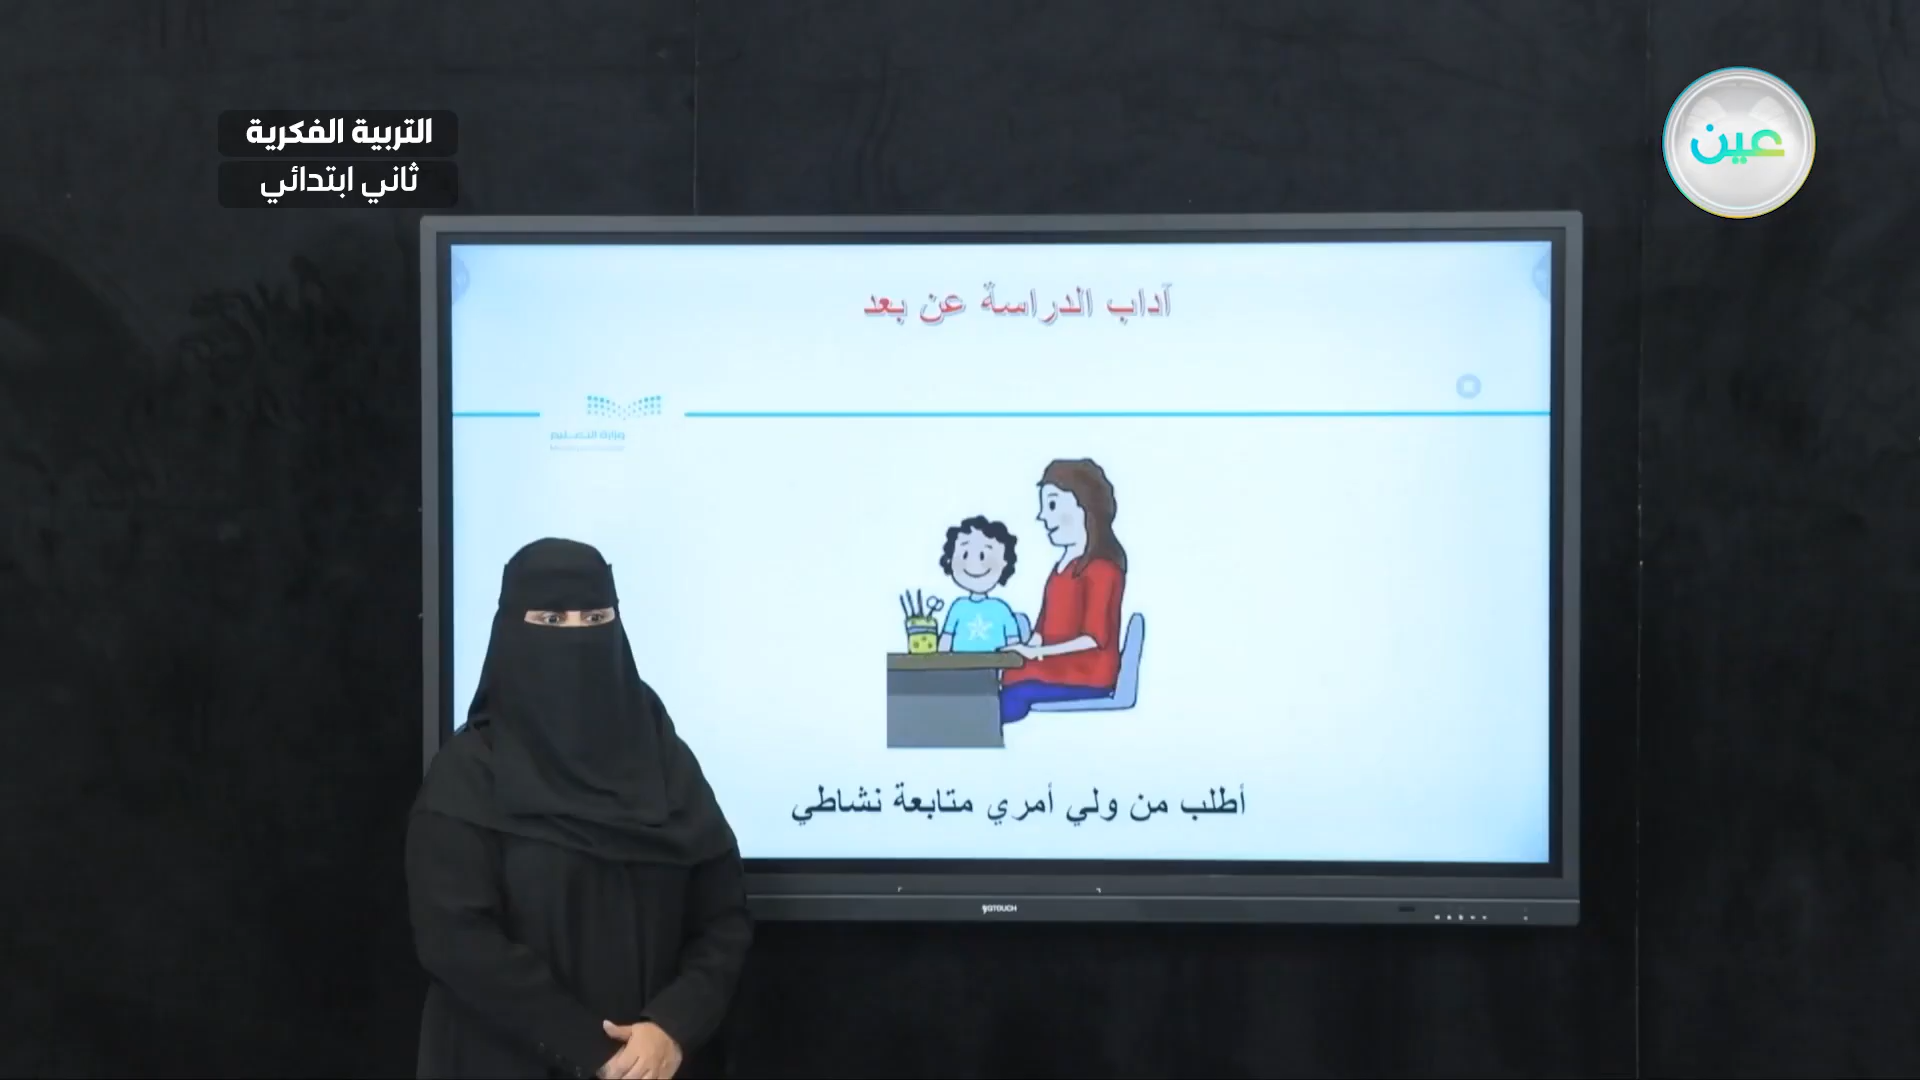 التربية الفكرية
ثاني ابتدائي
عين
آداب الدراسة عن بعد
وزارة التعليم
أطلب من ولي أمري متابعة نشاطي